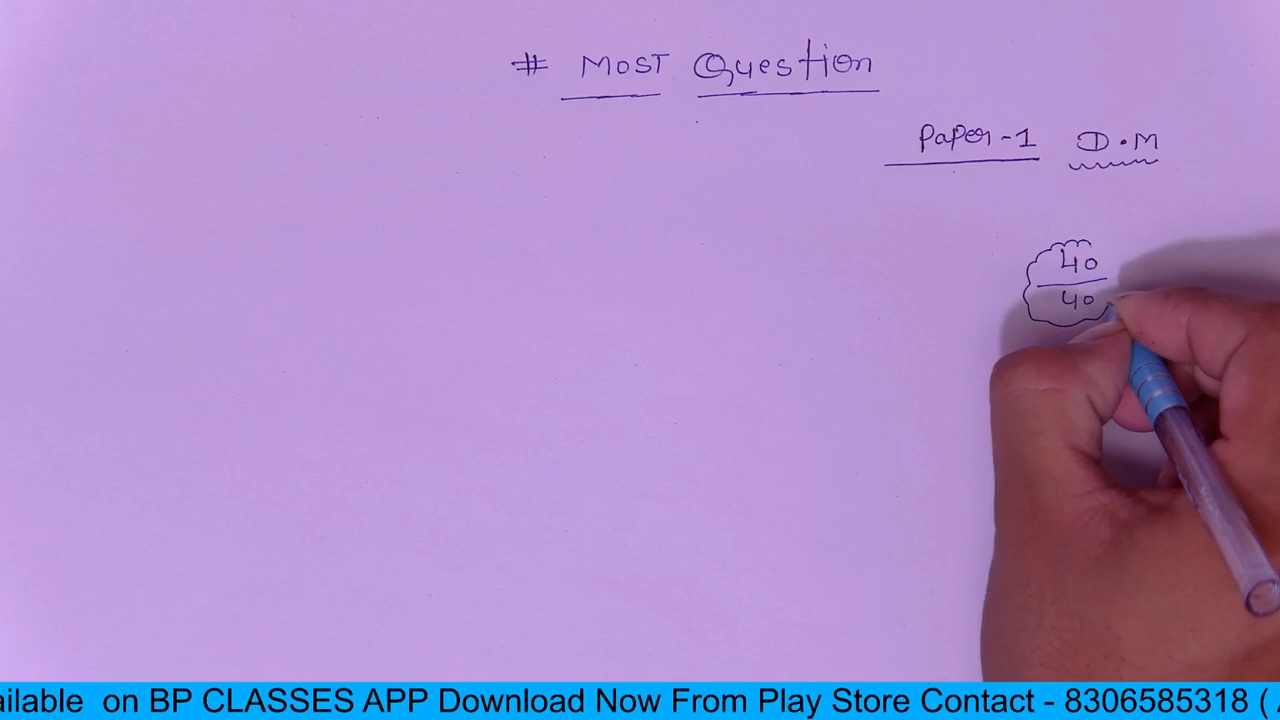 # MOST Question
Paper-1 D.M
40
40
ailable on BP CLASSES APP Download Now From Play Store Contact - 8306585318 (